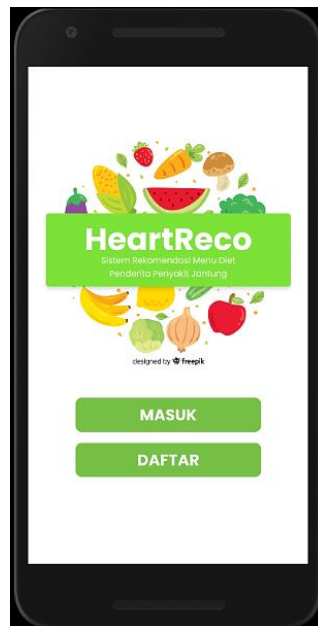 HeartReco
Sistem Rekomendasi Menu Diet
Penderita Penyakit Jantung
designed by freepik
MASUK
DAFTAR